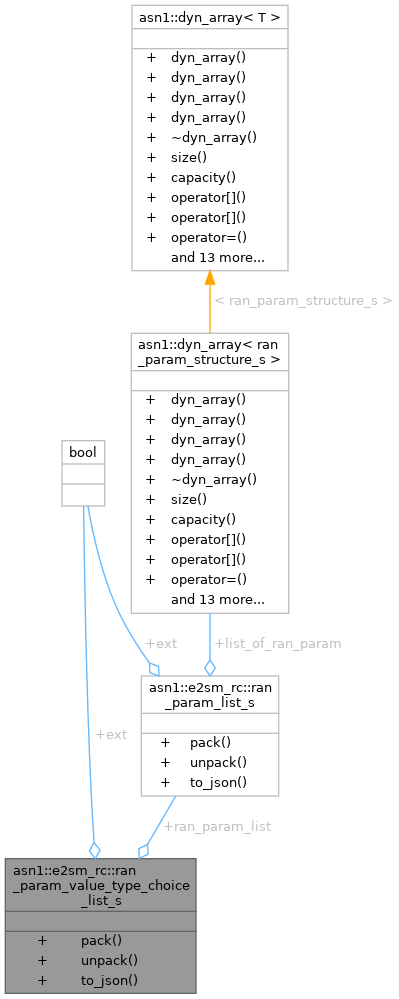 asn1::dyn_array< T >
+ dyn_array()
+ dyn_array()
+ dyn_array()
+ dyn_array()
+ ~dyn_array()
+ size()
+ capacity()
+ operator[]()
+ operator[]()
+ operator=()
and 13 more...
< ran_param_structure_s >
asn1::dyn_array< ran
_param_structure_s >
+ dyn_array()
+ dyn_array()
+ dyn_array()
+ dyn_array()
+ ~dyn_array()
+ size()
+ capacity()
+ operator[]()
+ operator[]()
+ operator=()
and 13 more...
bool
+ext
+list_of_ran_param
asn1::e2sm_rc::ran
_param_list_s
+ pack()
+ unpack()
+ to_json()
+ext
+ran_param_list
asn1::e2sm_rc::ran
_param_value_type_choice
_list_s
+ pack()
+ unpack()
+ to_json()